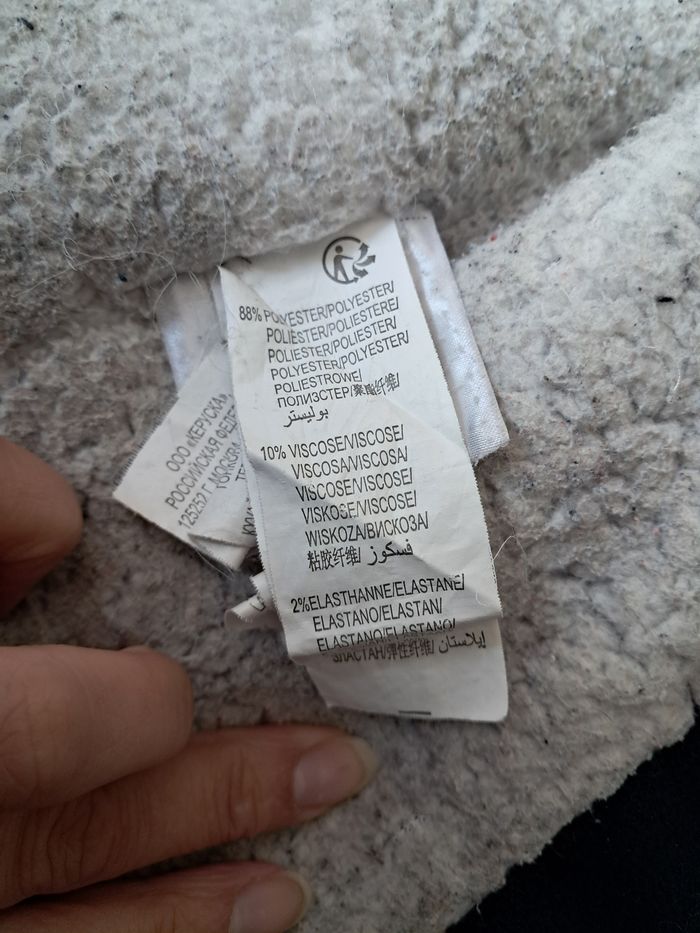 88% POLYESTER/POLYESTER/
POLIÉSTER/POLIESTERE/
POLIESTER/POLIESTER/
POLYESTER/POLYESTER/
POLIESTROWE/
ПОЛИЭСТЕР/聚酯纤维/
بوليستر
10% VISCOSE/VISCOSE/
VISCOSA/VISCOSA/
VISCOSE/VISCOSE/
VISKOSE/VISCOSE/
WISKOZA/ВИСКОЗА/
粘胶纤维/ فسكوز
2%ELASTHANNE/ELASTANE/
ELASTANO/ELASTAN/
ELASTANO/ELASTANO/
ЭЛАСТАН/弹性纤维/ إيلاستان
ООО «КЕРУСКА»
РОССИЙСКАЯ ФЕДЕ
125252 Г